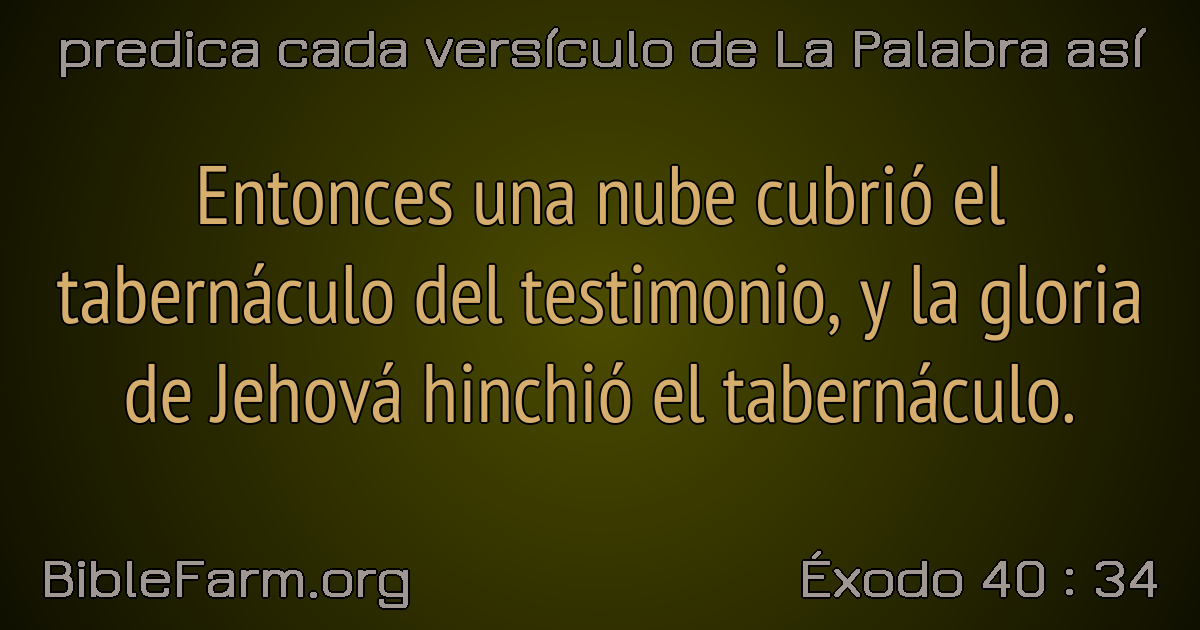 predica cada versículo de La Palabra así
Entonces una nube cubrió el
tabernáculo del testimonio, y la gloria
de Jehová hinchió el tabernáculo.
BibleFarm.org
Éxodo 40 : 34